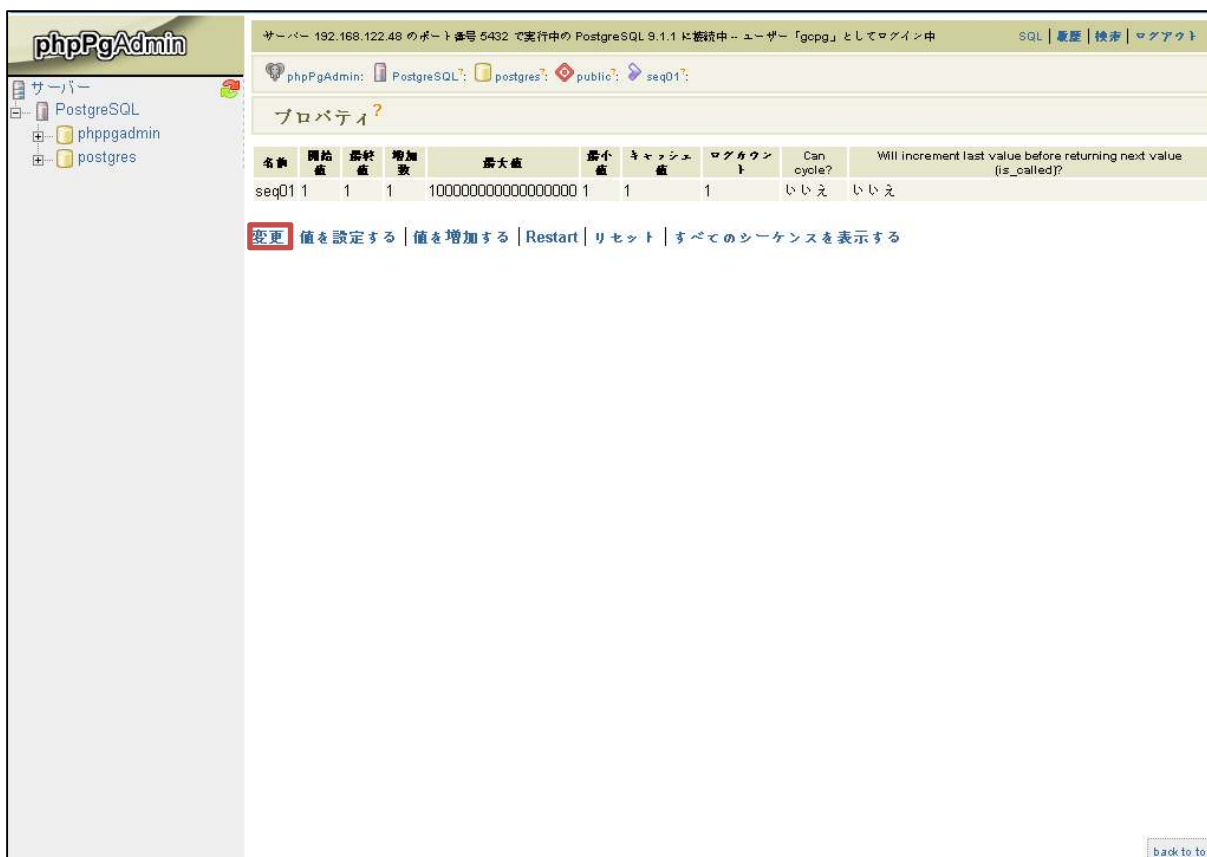 phpPgAdmin
サーバー 192.168.122.48 のポート番号 5432 で実行中の PostgreSQL 9.1.1 に接続中 -- ユーザー「gcpg」としてログイン中
SQL | 履歴 | 検索 | ログアウト
phpPgAdmin: PostgreSQL?: postgres?: public?: seq01?:
サーバー
PostgreSQL
phppgadmin
postgres
プロパティ?
名前 開始値 最終値 増加数 最大値 最小値 キャッシュ値 ログカウント Can cycle? Will increment last value before returning next value (is_called)?
seq01 1 1 1 1000000000000000000 1 1 1 いいえ いいえ
変更 値を設定する | 値を増加する | Restart | リセット | すべてのシーケンスを表示する
back to to